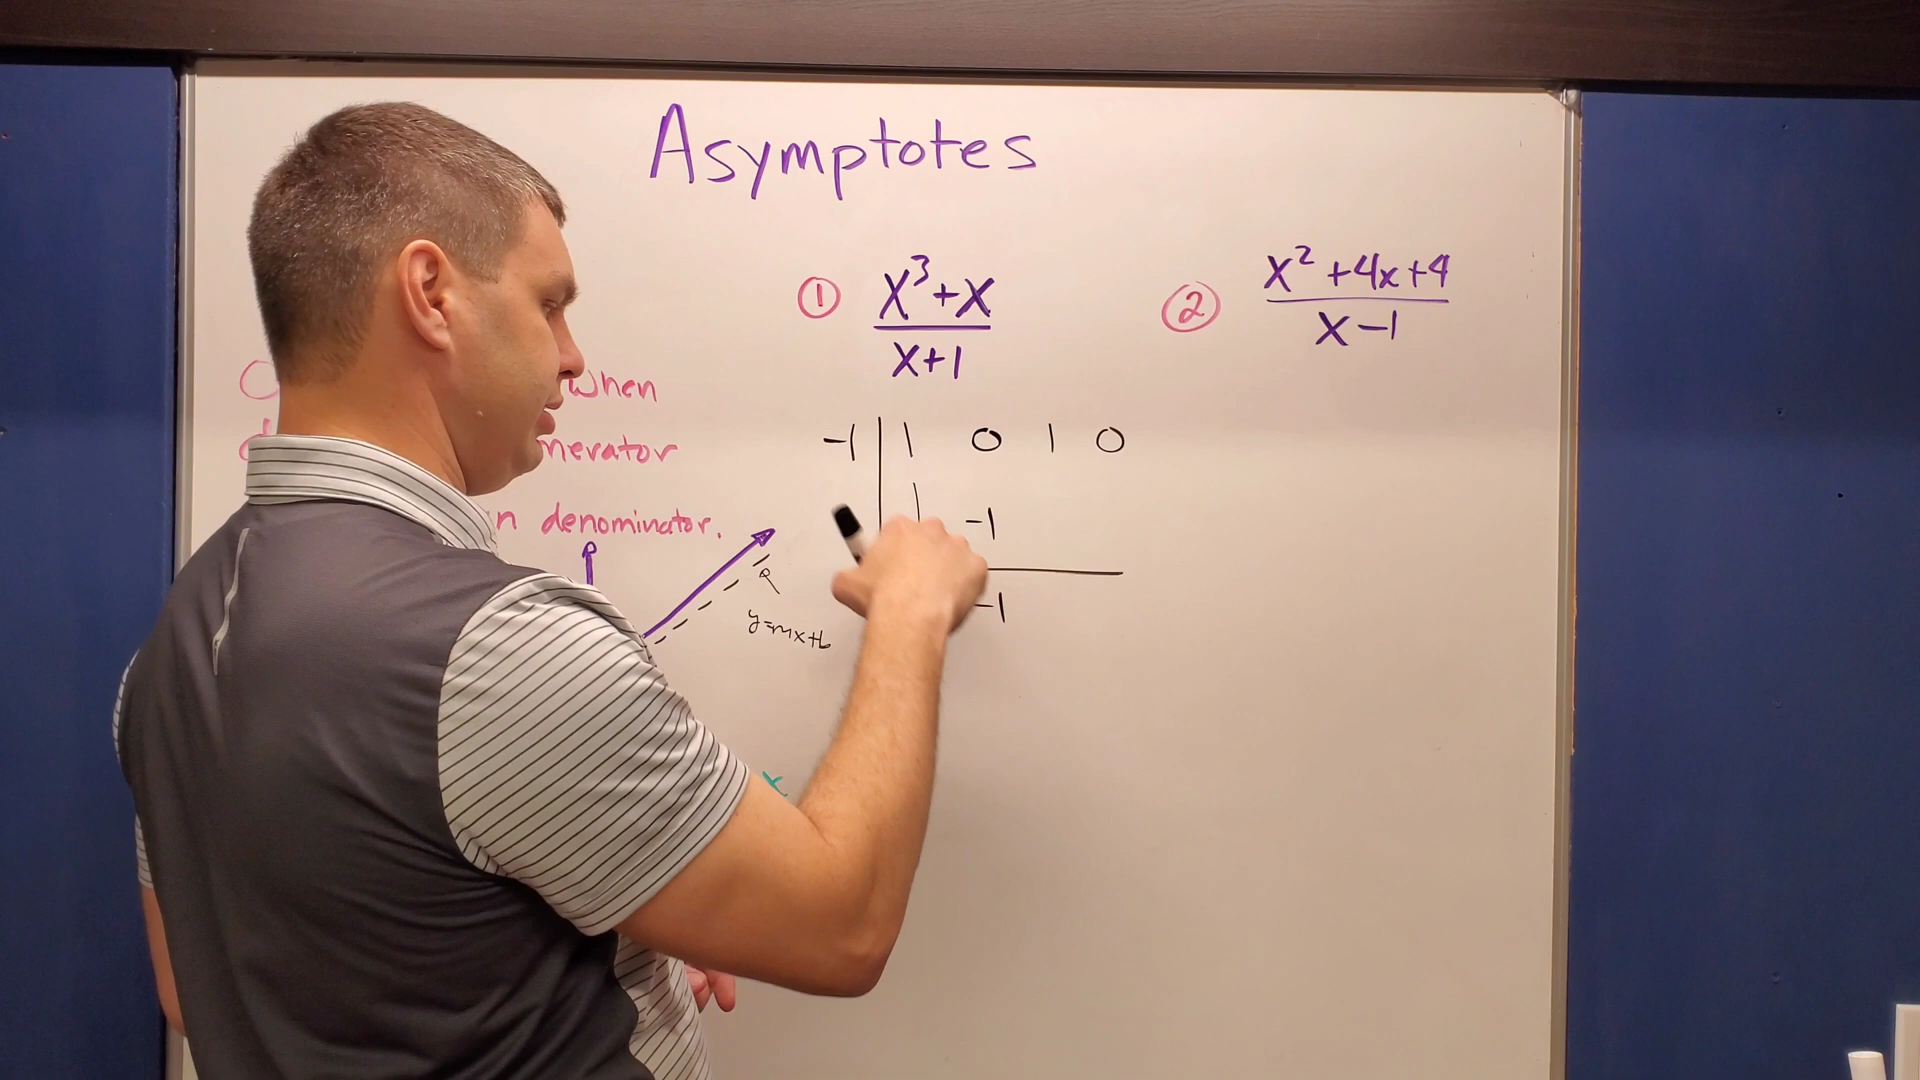 Asymptotes
① x³+x / x+1
② x²+4x+4 / x-1
when
nerator
n denominator.
y=mx+b
-1 | 1 0 1 0
-1
-1